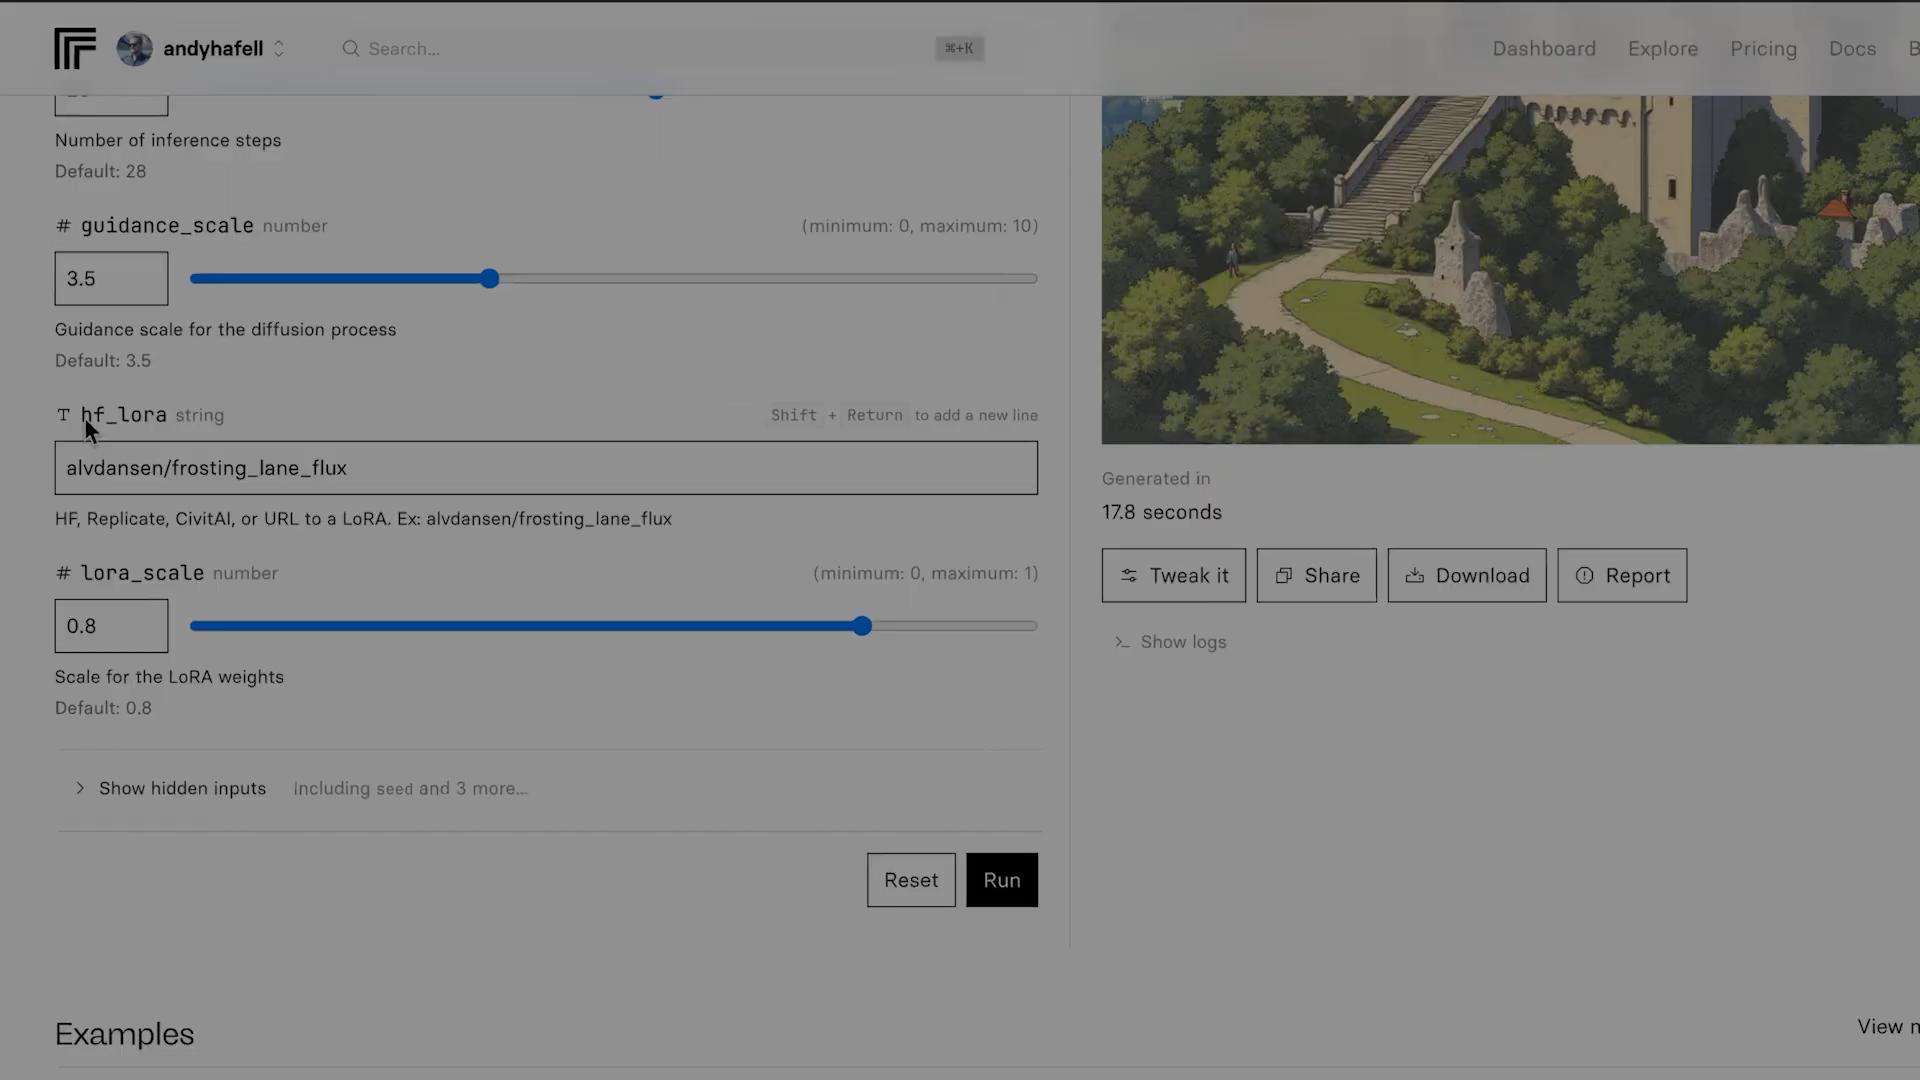 andyhafell
Search...
⌘+K
Dashboard
Explore
Pricing
Docs
Number of inference steps
Default: 28
# guidance_scale number
(minimum: 0, maximum: 10)
3.5
Guidance scale for the diffusion process
Default: 3.5
T hf_lora string
Shift + Return to add a new line
alvdansen/frosting_lane_flux
HF, Replicate, CivitAI, or URL to a LoRA. Ex: alvdansen/frosting_lane_flux
# lora_scale number
(minimum: 0, maximum: 1)
0.8
Scale for the LoRA weights
Default: 0.8
Show hidden inputs
Including seed and 3 more...
Reset
Run
Generated in
17.8 seconds
Tweak it
Share
Download
Report
>_ Show logs
Examples
View